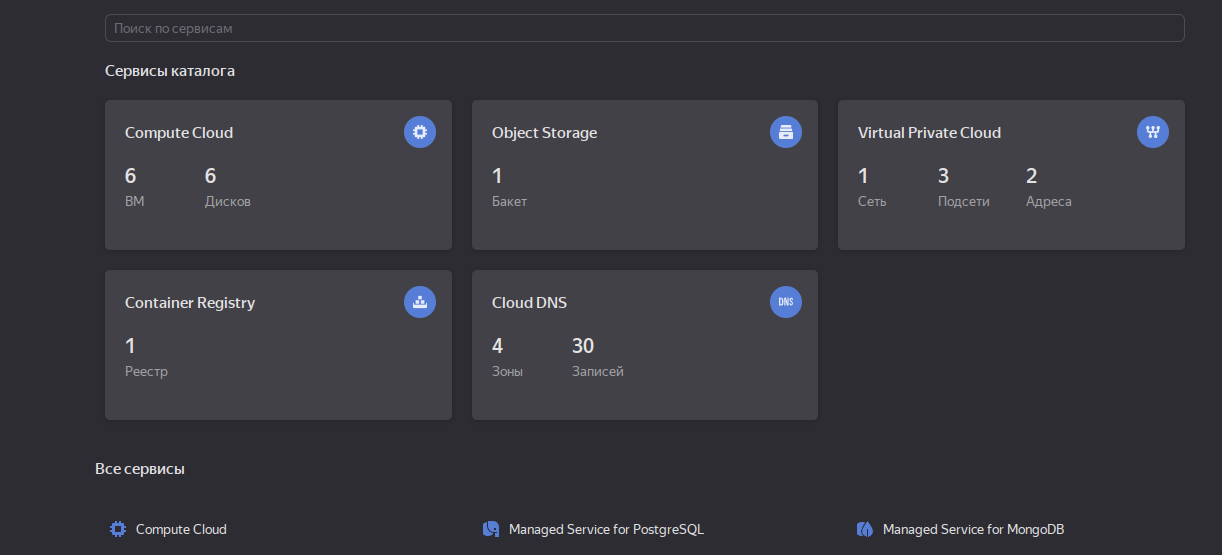 Поиск по сервисам
Сервисы каталога
Compute Cloud
6 6
ВМ Дисков
Object Storage
1
Бакет
Virtual Private Cloud
1 3 2
Сеть Подсети Адреса
Container Registry
1
Реестр
Cloud DNS
DNS
4 30
Зоны Записей
Все сервисы
Compute Cloud Managed Service for PostgreSQL Managed Service for MongoDB